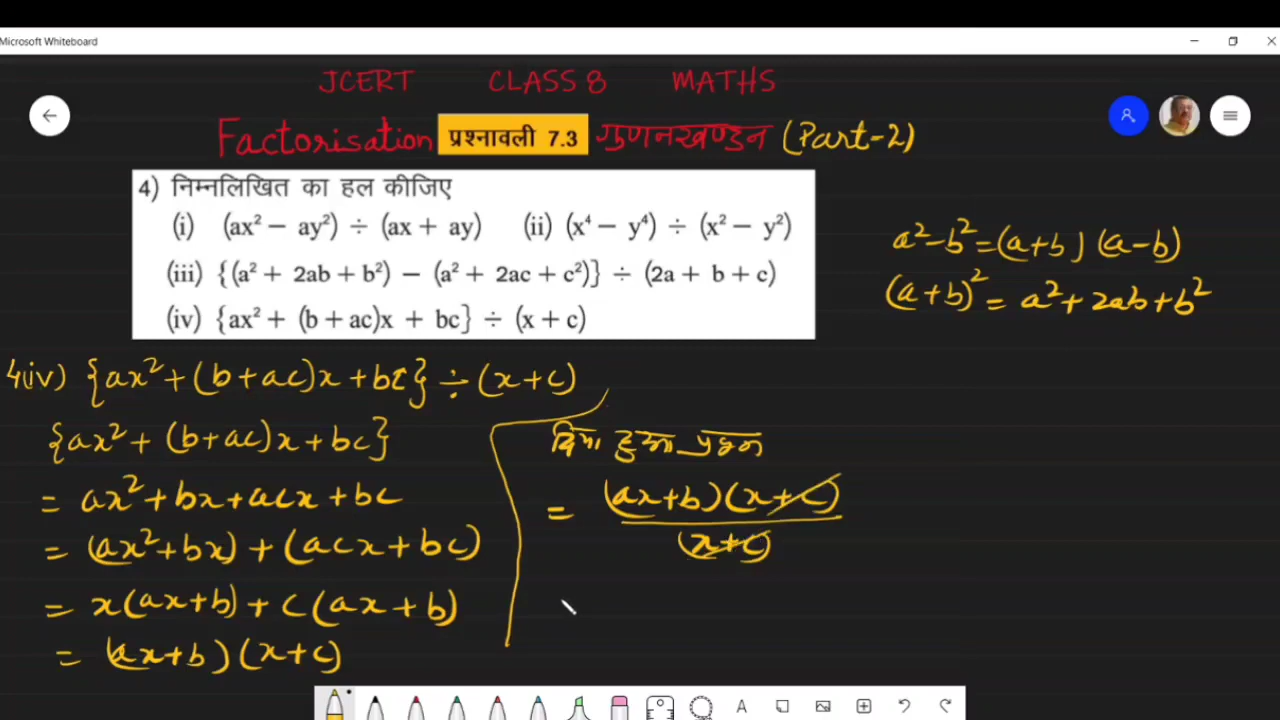 Microsoft Whiteboard
JCERT CLASS 8 MATHS
Factorisation प्रश्नावली 7.3 गुणनखण्डन (Part-2)
4) निम्नलिखित का हल कीजिए
(i) (ax² − ay²) ÷ (ax + ay) (ii) (x⁴ − y⁴) ÷ (x² − y²)
(iii) {(a² + 2ab + b²) − (a² + 2ac + c²)} ÷ (2a + b + c)
(iv) {ax² + (b + ac)x + bc} ÷ (x + c)
a²-b²=(a+b)(a-b)
(a+b)² = a²+2ab+b²
4(iv) {ax²+(b+ac)x+bc} ÷ (x+c)
{ax²+(b+ac)x+bc}
= ax²+bx+acx+bc
= (ax²+bx)+(acx+bc)
= x(ax+b)+c(ax+b)
= (ax+b)(x+c)
दिया हुआ प्रश्न
= (ax+b)(x+c)
(x+c)
A